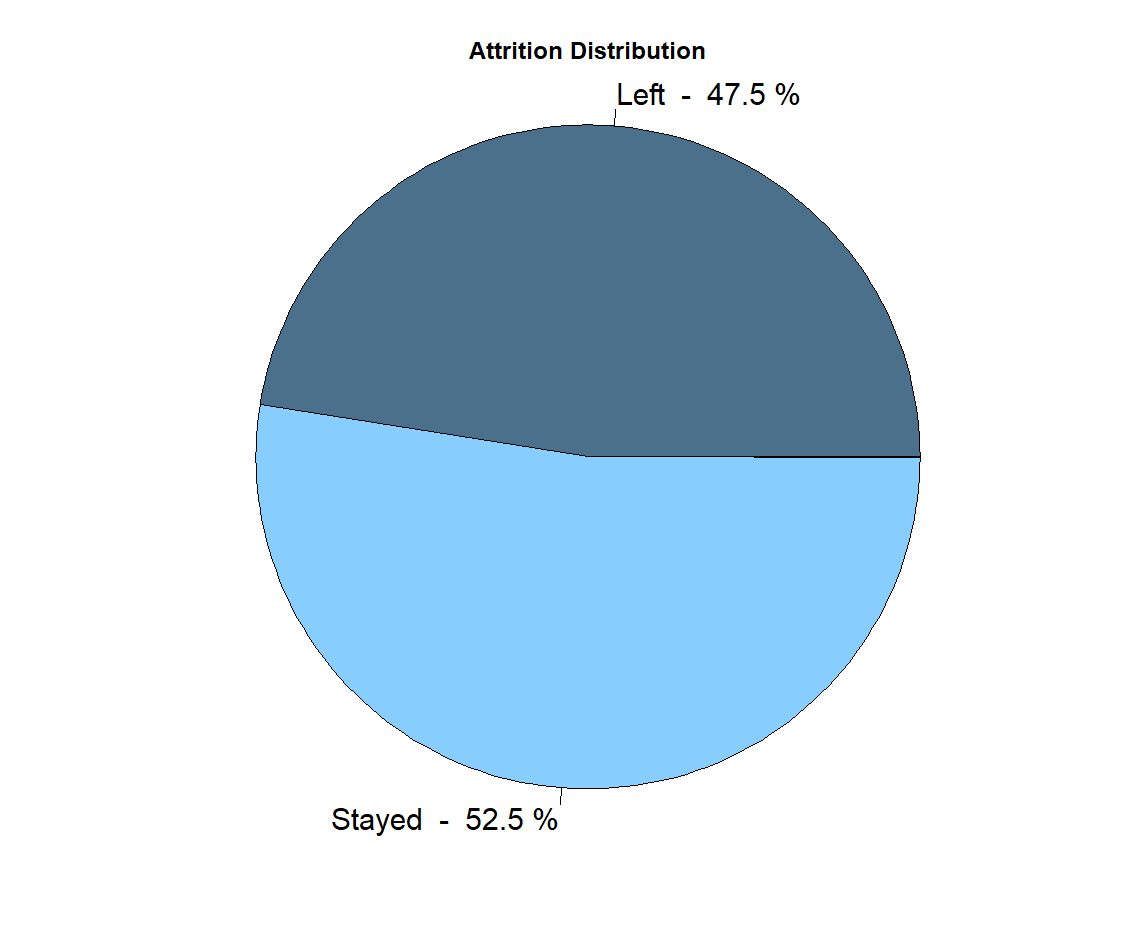 Attrition Distribution
Left  -  47.5 %
Stayed  -  52.5 %